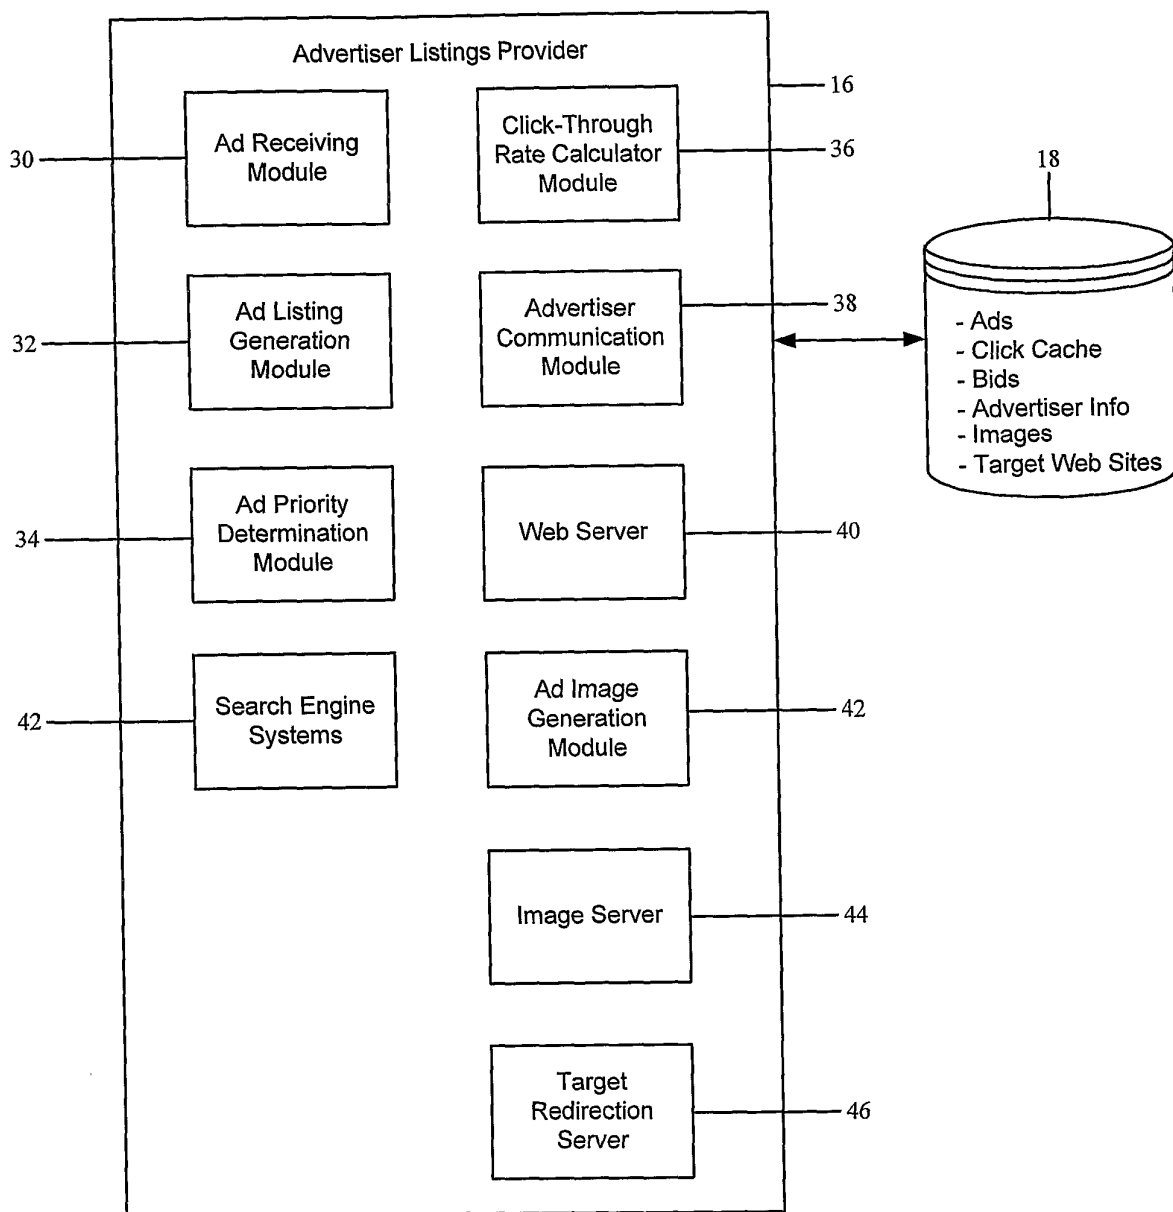 Advertiser Listings Provider
16
Ad Receiving
Module
30
Click-Through
Rate Calculator
Module
36
18
Ad Listing
Generation
Module
32
Advertiser
Communication
Module
38
- Ads
- Click Cache
- Bids
- Advertiser Info
- Images
- Target Web Sites
Ad Priority
Determination
Module
34
Web Server
40
Search Engine
Systems
42
Ad Image
Generation
Module
42
Image Server
44
Target
Redirection
Server
46